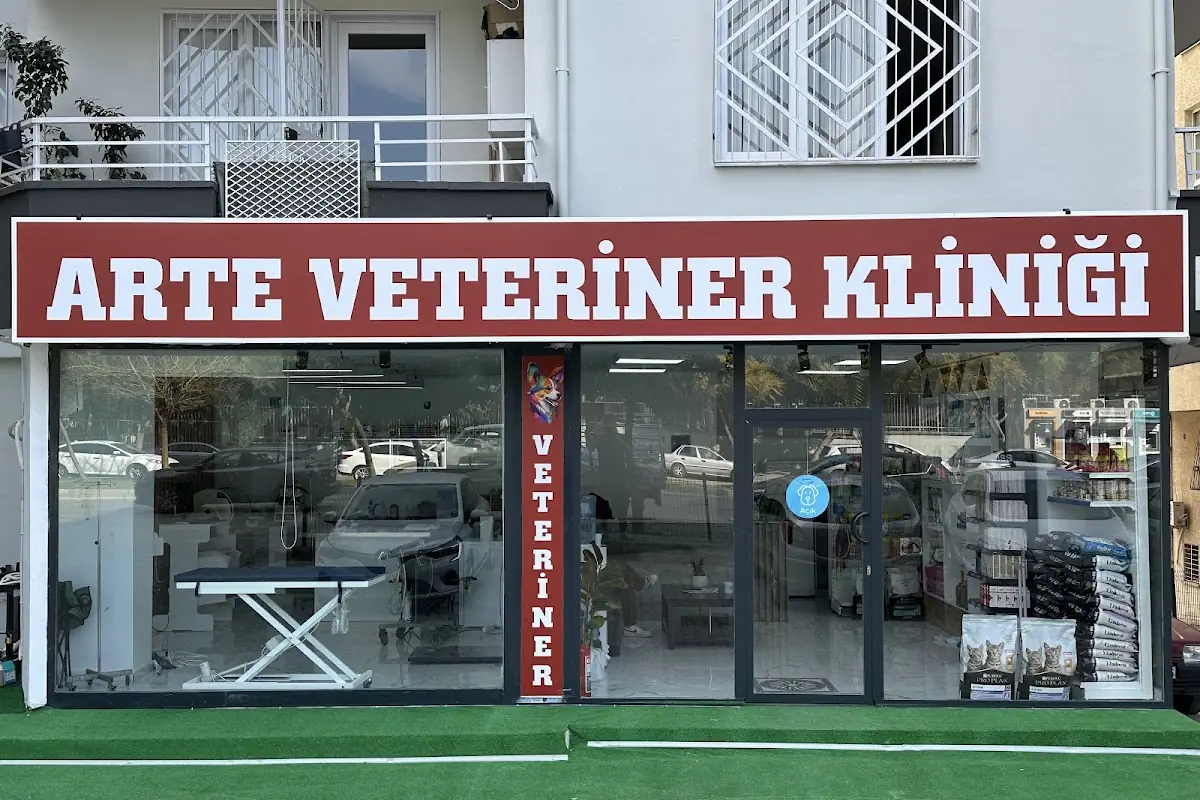 ARTE VETERİNER KLİNİĞİ
VETERİNER
Açık
PRO PLAN
PRO PLAN